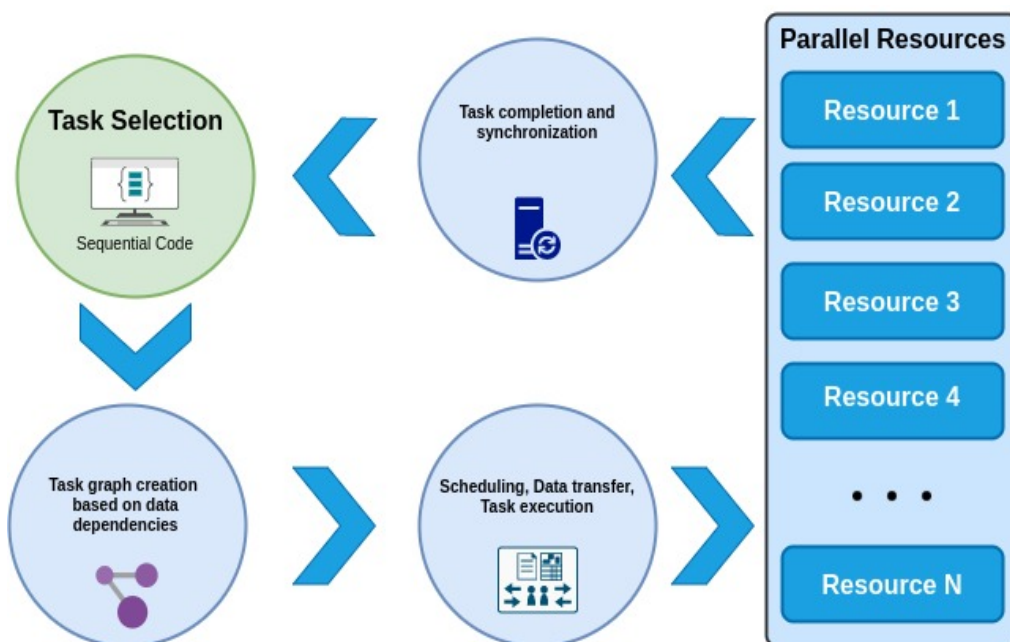 Task Selection
Sequential Code
Task completion and
synchronization
Parallel Resources
Resource 1
Resource 2
Resource 3
Resource 4
• • •
Resource N
Task graph creation
based on data
dependencies
Scheduling, Data transfer,
Task execution